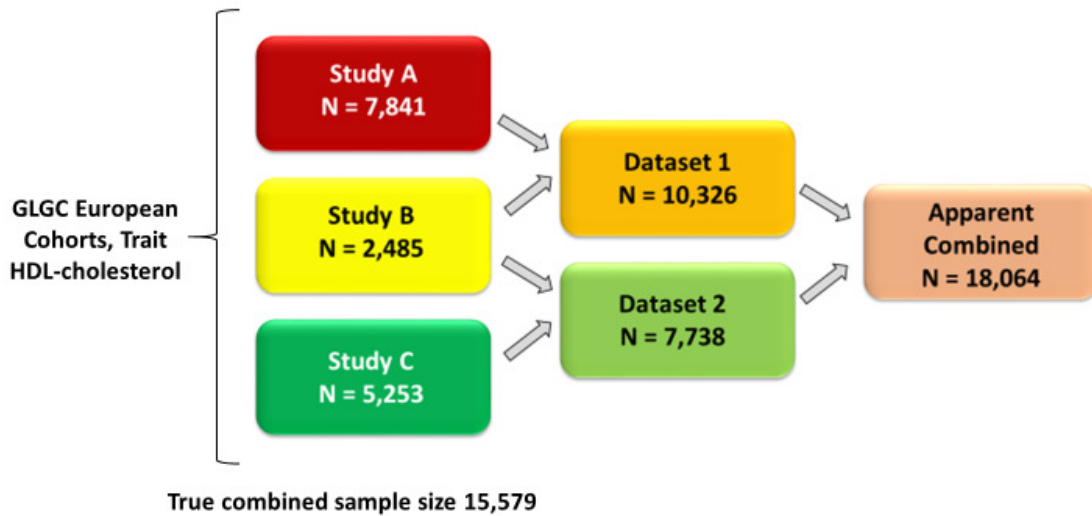 GLGC European
Cohorts, Trait
HDL-cholesterol
Study A
N = 7,841
Study B
N = 2,485
Study C
N = 5,253
Dataset 1
N = 10,326
Dataset 2
N = 7,738
Apparent
Combined
N = 18,064
True combined sample size 15,579